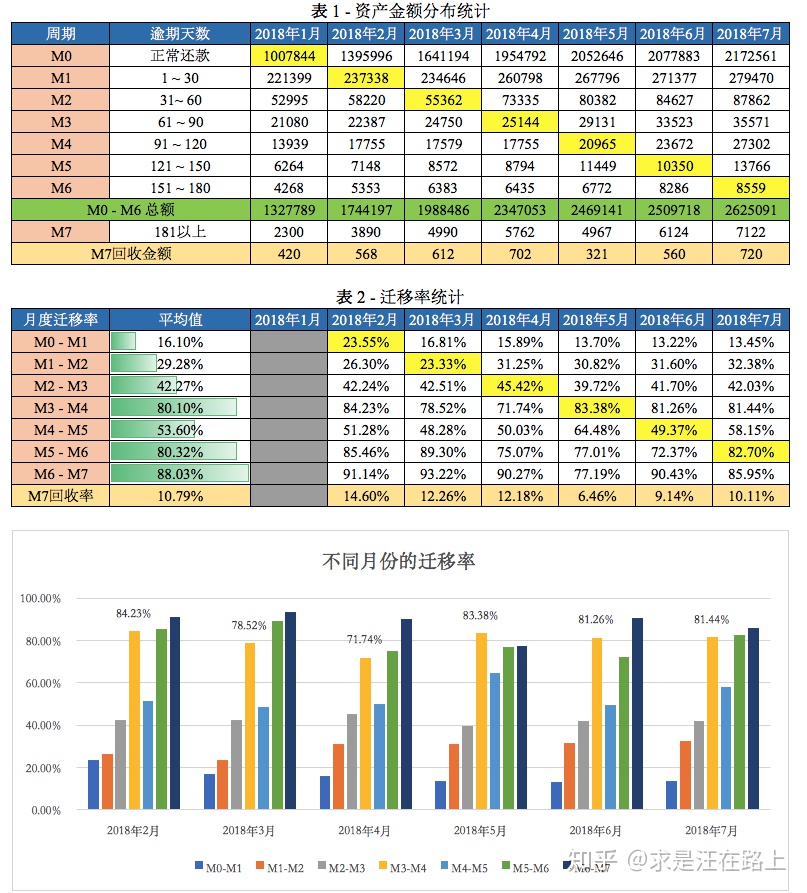 表 1 - 资产金额分布统计
周期 逾期天数 2018年1月 2018年2月 2018年3月 2018年4月 2018年5月 2018年6月 2018年7月
M0 正常还款 1007844 1395996 1641194 1954792 2052646 2077883 2172561
M1 1 ~ 30 221399 237338 234646 260798 267796 271377 279470
M2 31~ 60 52995 58220 55362 73335 80382 84627 87862
M3 61 ~ 90 21080 22387 24750 25144 29131 33523 35571
M4 91 ~ 120 13939 17755 17579 17755 20965 23672 27302
M5 121 ~ 150 6264 7148 8572 8794 11449 10350 13766
M6 151 ~ 180 4268 5353 6383 6435 6772 8286 8559
M0 - M6 总额 1327789 1744197 1988486 2347053 2469141 2509718 2625091
M7 181以上 2300 3890 4990 5762 4967 6124 7122
M7回收金额 420 568 612 702 321 560 720
表 2 - 迁移率统计
月度迁移率 平均值 2018年1月 2018年2月 2018年3月 2018年4月 2018年5月 2018年6月 2018年7月
M0 - M1 16.10% 23.55% 16.81% 15.89% 13.70% 13.22% 13.45%
M1 - M2 29.28% 26.30% 23.33% 31.25% 30.82% 31.60% 32.38%
M2 - M3 42.27% 42.24% 42.51% 45.42% 39.72% 41.70% 42.03%
M3 - M4 80.10% 84.23% 78.52% 71.74% 83.38% 81.26% 81.44%
M4 - M5 53.60% 51.28% 48.28% 50.03% 64.48% 49.37% 58.15%
M5 - M6 80.32% 85.46% 89.30% 75.07% 77.01% 72.37% 82.70%
M6 - M7 88.03% 91.14% 93.22% 90.27% 77.19% 90.43% 85.95%
M7回收率 10.79% 14.60% 12.26% 12.18% 6.46% 9.14% 10.11%
不同月份的迁移率
100.00%
80.00%
60.00%
40.00%
20.00%
0.00%
84.23% 78.52% 71.74% 83.38% 81.26% 81.44%
2018年2月 2018年3月 2018年4月 2018年5月 2018年6月 2018年7月
M0-M1 M1-M2 M2-M3 M3-M4 M4-M5 M5-M6 M6-M7
知乎 @求是汪在路上